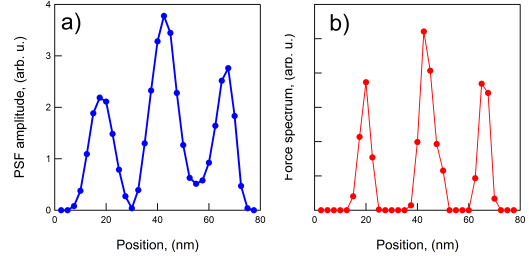 a)
PSF amplitude, (arb. u.)
4
3
2
1
0
0 20 40 60 80
Position, (nm)
b)
Force spectrum, (arb. u.)
0 20 40 60 80
Position, (nm)